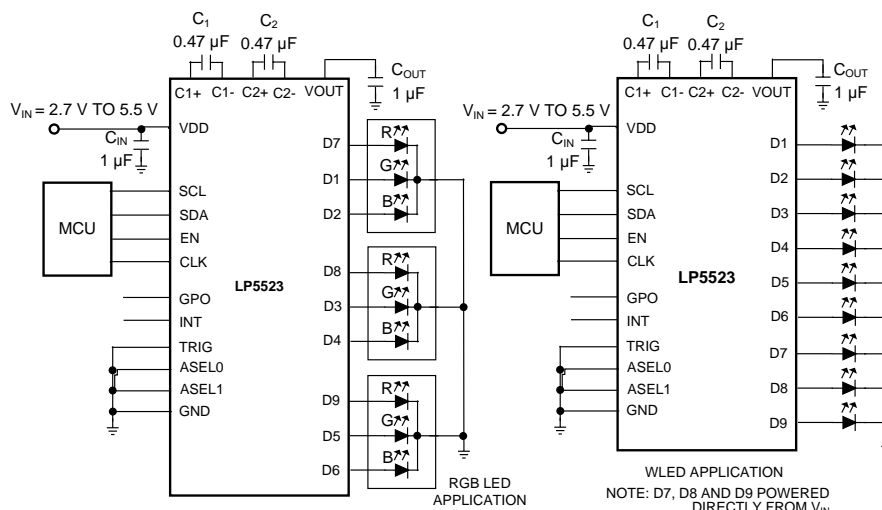 C1 C2
0.47 µF 0.47 µF
COUT
1 µF
C1+ C1- C2+ C2- VOUT
VIN = 2.7 V TO 5.5 V
CIN
1 µF
VDD
MCU
SCL
SDA
EN
CLK
GPO
INT
TRIG
ASEL0
ASEL1
GND
LP5523
D7 R
D1 G
D2 B
D8 R
D3 G
D4 B
D9 R
D5 G
D6 B
RGB LED
APPLICATION
C1 C2
0.47 µF 0.47 µF
COUT
1 µF
C1+ C1- C2+ C2- VOUT
VIN = 2.7 V TO 5.5 V
CIN
1 µF
VDD
MCU
SCL
SDA
EN
CLK
GPO
INT
TRIG
ASEL0
ASEL1
GND
LP5523
D1
D2
D3
D4
D5
D6
D7
D8
D9
WLED APPLICATION
NOTE: D7, D8 AND D9 POWERED
DIRECTLY FROM VIN